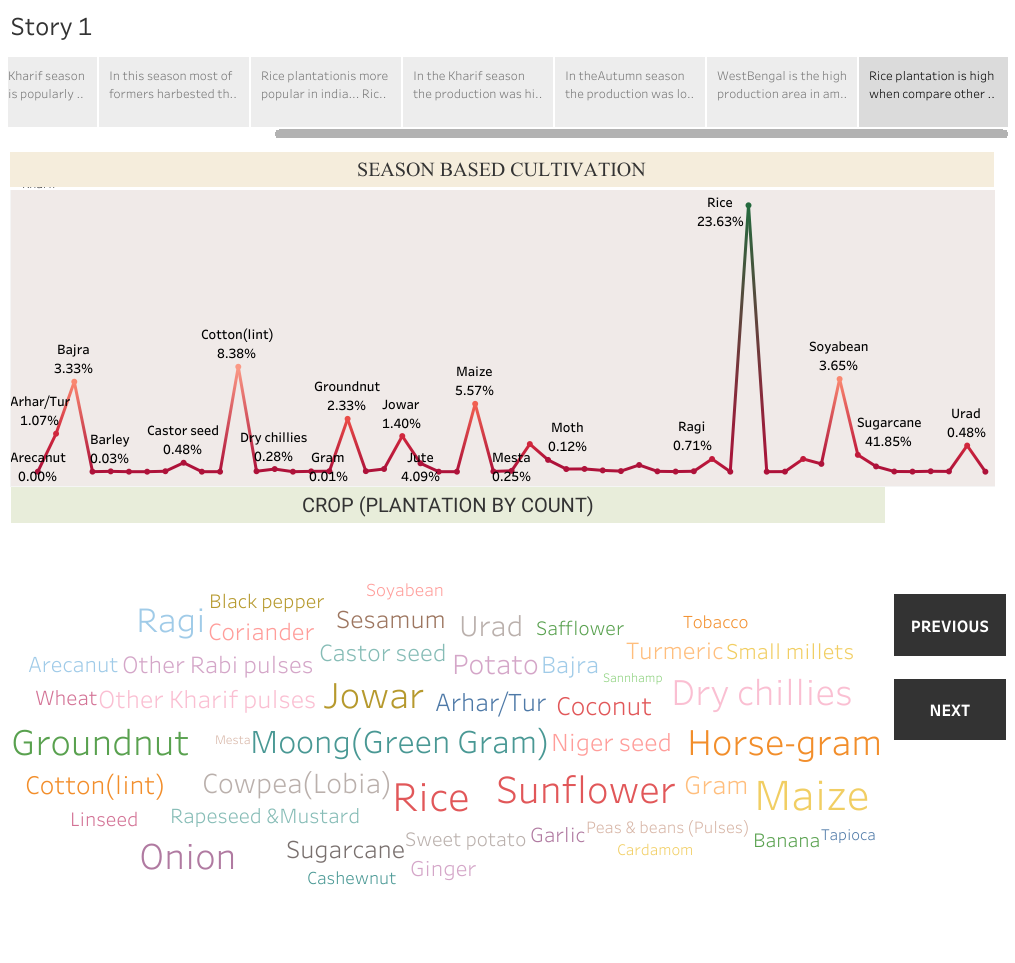 Story 1
Kharif season
is popularly ..
In this season most of
formers harbested th..
Rice plantationis more
popular in india... Ric..
In the Kharif season
the production was hi..
In theAutumn season
the production was lo..
WestBengal is the high
production area in am..
Rice plantation is high
when compare other ..
SEASON BASED CULTIVATION
Rice
23.63%
Cotton(lint)
8.38%
Bajra
3.33%
Soyabean
3.65%
Maize
5.57%
Groundnut
2.33%
Arhar/Tur
1.07%
Jowar
1.40%
Urad
0.48%
Castor seed
0.48%
Dry chillies
0.28%
Barley
0.03%
Moth
0.12%
Ragi
0.71%
Sugarcane
41.85%
Arecanut
0.00%
Gram
0.01%
Jute
4.09%
Mesta
0.25%
CROP (PLANTATION BY COUNT)
Soyabean
Black pepper
Ragi
Coriander
Sesamum
Urad
Safflower
Tobacco
Arecanut
Other Rabi pulses
Castor seed
Potato
Bajra
Turmeric
Small millets
Sannhamp
Wheat
Other Kharif pulses
Jowar
Arhar/Tur
Coconut
Dry chillies
Groundnut
Mesta
Moong(Green Gram)
Niger seed
Horse-gram
Cotton(lint)
Cowpea(Lobia)
Rice
Sunflower
Gram
Maize
Linseed
Rapeseed &Mustard
Sweet potato
Garlic
Peas & beans (Pulses)
Banana
Tapioca
Onion
Sugarcane
Cardamom
Cashewnut
Ginger
PREVIOUS
NEXT